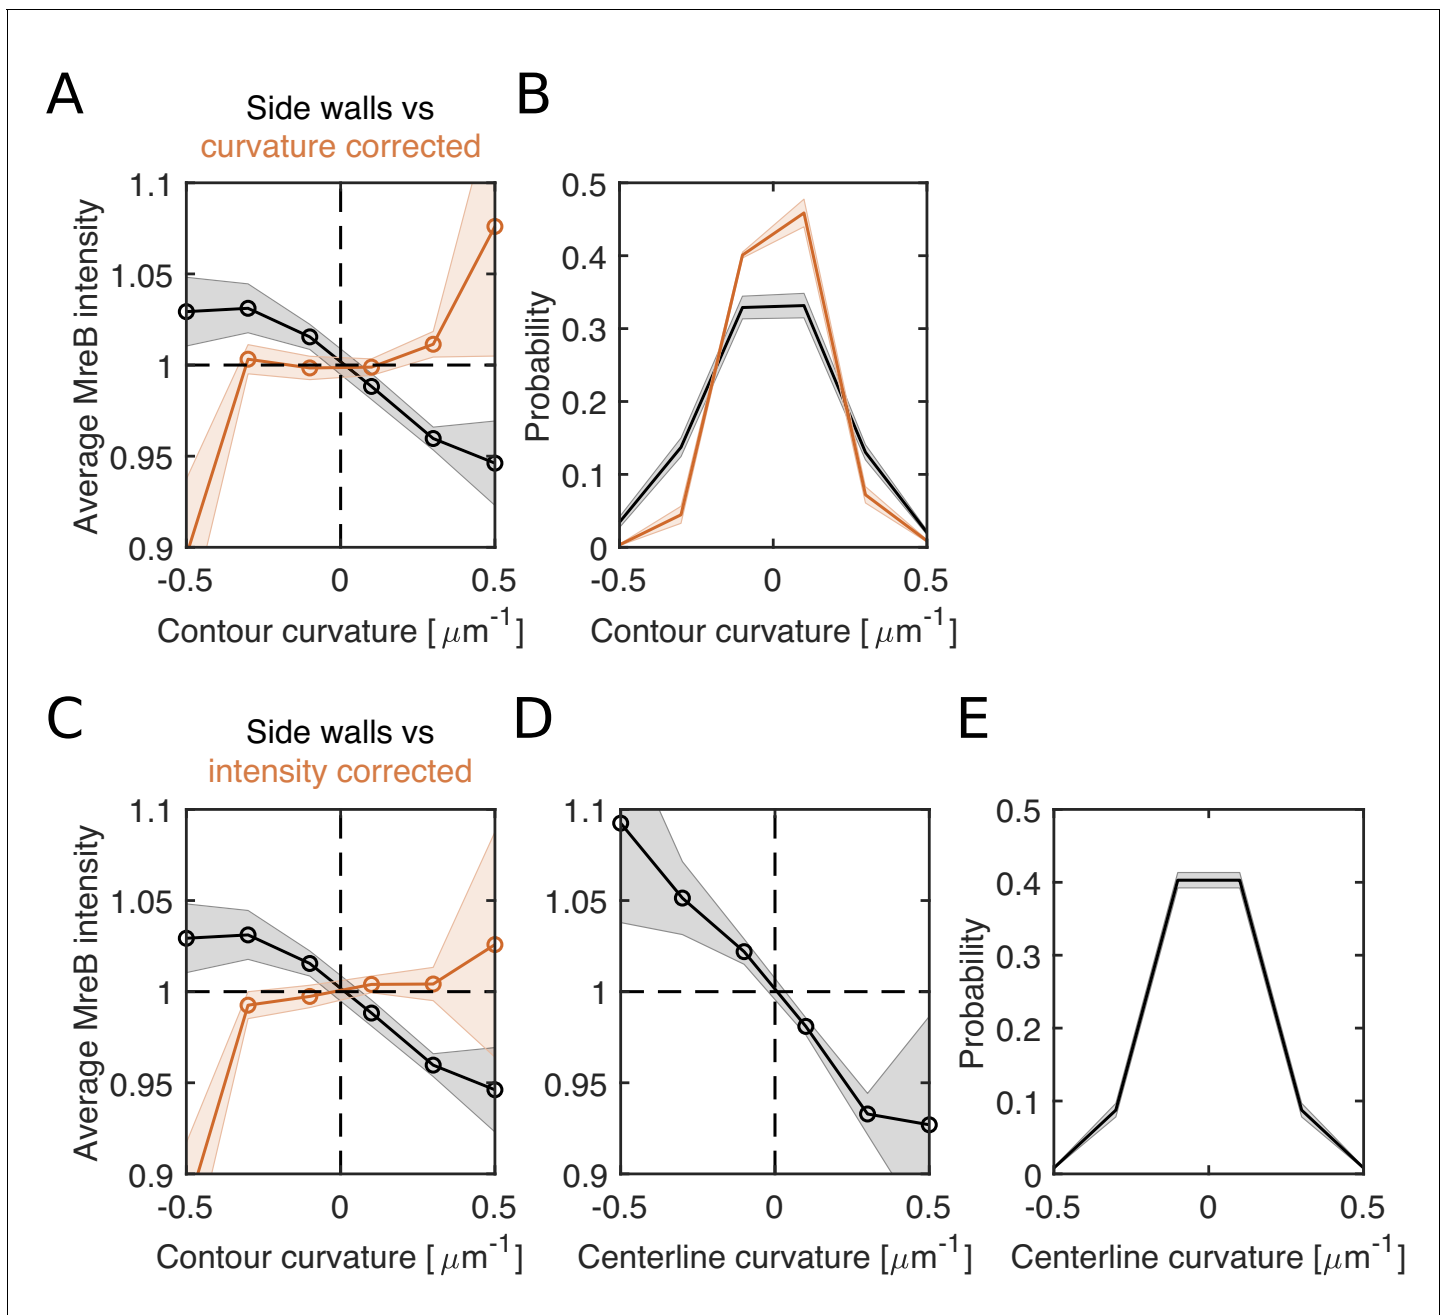 A
Side walls vs
curvature corrected
1.1
1.05
1
0.95
0.9
-0.5
0
0.5
Average MreB intensity
Contour curvature [ μm⁻¹]
B
0.5
0.4
0.3
0.2
0.1
0
-0.5
0
0.5
Probability
Contour curvature [ μm⁻¹]
C
Side walls vs
intensity corrected
1.1
1.05
1
0.95
0.9
-0.5
0
0.5
Average MreB intensity
Contour curvature [ μm⁻¹]
D
1.1
1.05
1
0.95
0.9
-0.5
0
0.5
Centerline curvature [ μm⁻¹]
E
0.5
0.4
0.3
0.2
0.1
0
-0.5
0
0.5
Probability
Centerline curvature [ μm⁻¹]